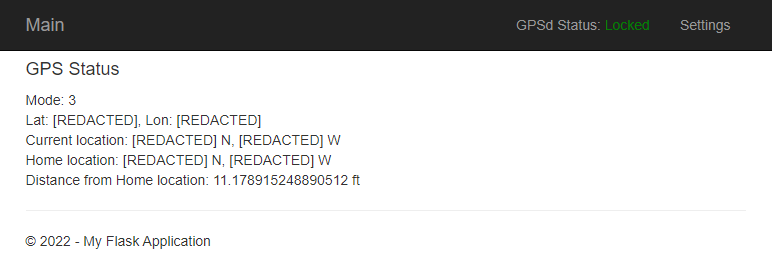 Main GPSd Status: Locked Settings
GPS Status
Mode: 3
Lat: [REDACTED], Lon: [REDACTED]
Current location: [REDACTED] N, [REDACTED] W
Home location: [REDACTED] N, [REDACTED] W
Distance from Home location: 11.178915248890512 ft
© 2022 - My Flask Application